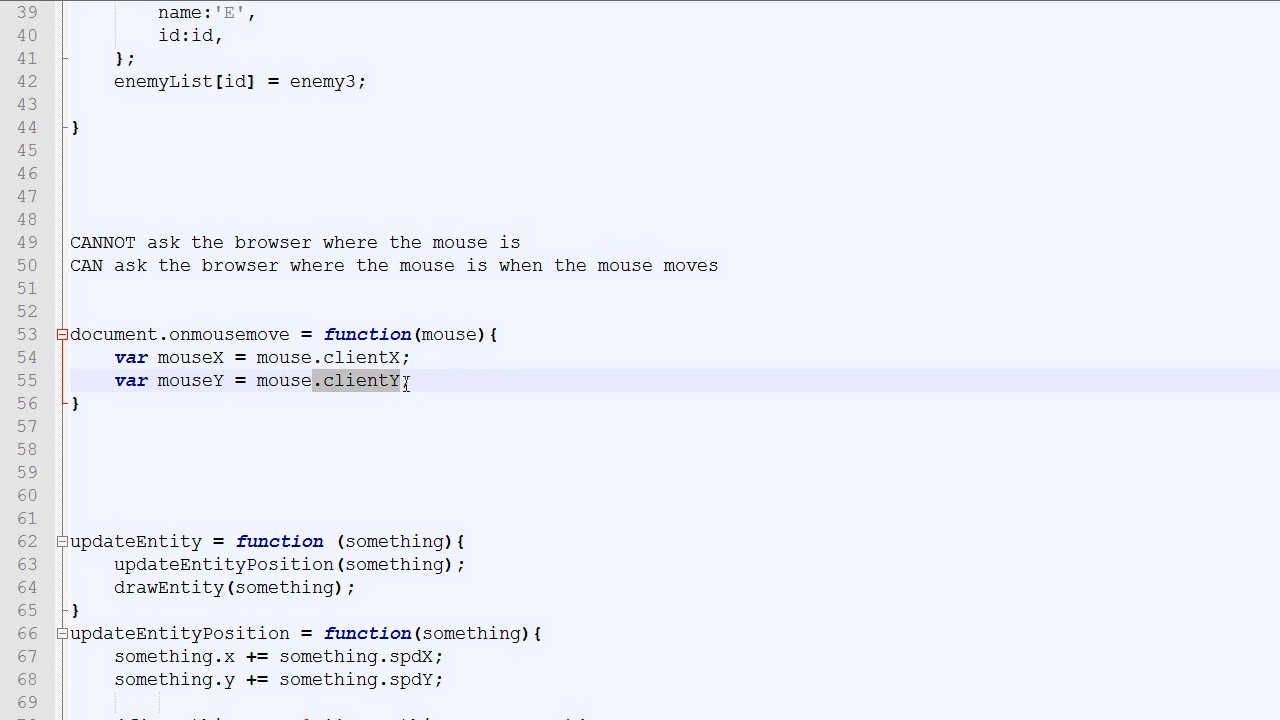 39 name:'E',
40 id:id,
41 };
42 enemyList[id] = enemy3;
43
44 }
45
46
47
48
49 CANNOT ask the browser where the mouse is
50 CAN ask the browser where the mouse is when the mouse moves
51
52
53 document.onmousemove = function(mouse){
54 var mouseX = mouse.clientX;
55 var mouseY = mouse.clientY
56 }
57
58
59
60
61
62 updateEntity = function (something){
63 updateEntityPosition(something);
64 drawEntity(something);
65 }
66 updateEntityPosition = function(something){
67 something.x += something.spdX;
68 something.y += something.spdY;
69